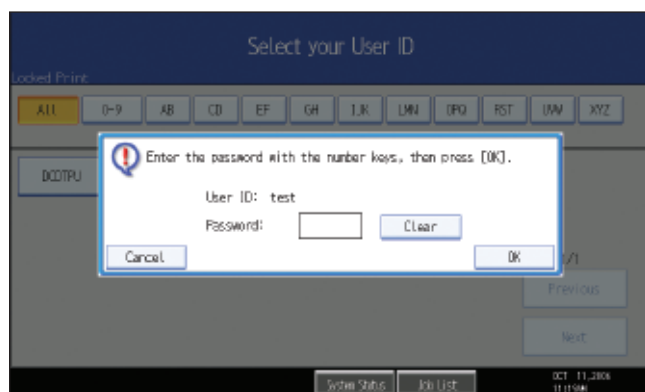 Select your User ID
Locked Print
All 0-9 AB CD EF GH IJK LMN OPQ RST UVW XYZ
Enter the password with the number keys, then press [OK].
User ID: test
Password: Clear
Cancel OK
/1
Previous
Next
System Status Job List OCT 11,2006